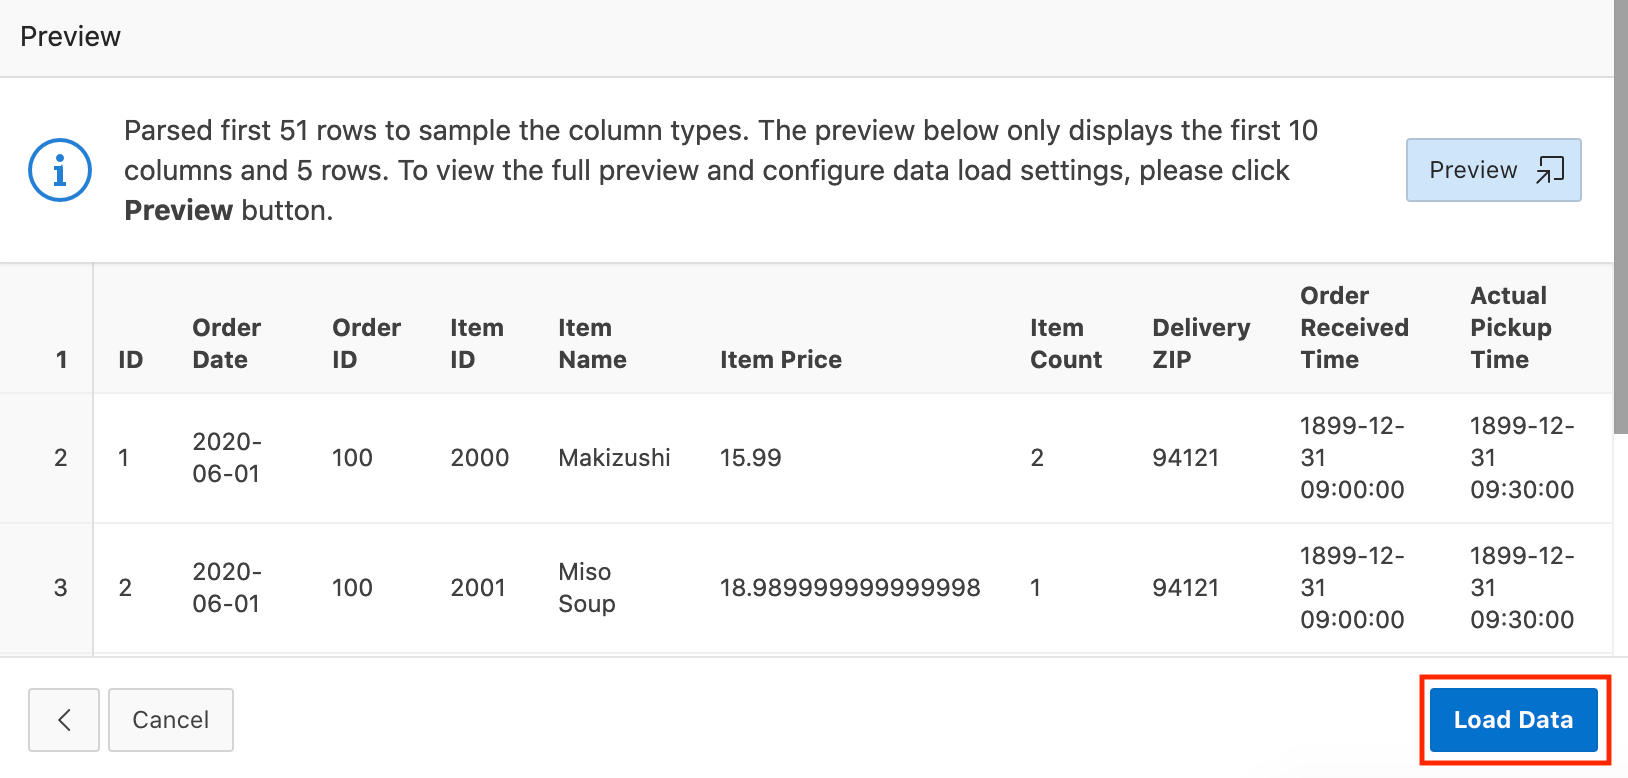 Preview
Parsed first 51 rows to sample the column types. The preview below only displays the first 10
columns and 5 rows. To view the full preview and configure data load settings, please click
Preview button.
Preview
1 ID Order Date Order ID Item ID Item Name Item Price Item Count Delivery ZIP Order Received Time Actual Pickup Time
2 1 2020-06-01 100 2000 Makizushi 15.99 2 94121 1899-12-31 09:00:00 1899-12-31 09:30:00
3 2 2020-06-01 100 2001 Miso Soup 18.989999999999998 1 94121 1899-12-31 09:00:00 1899-12-31 09:30:00
Cancel
Load Data